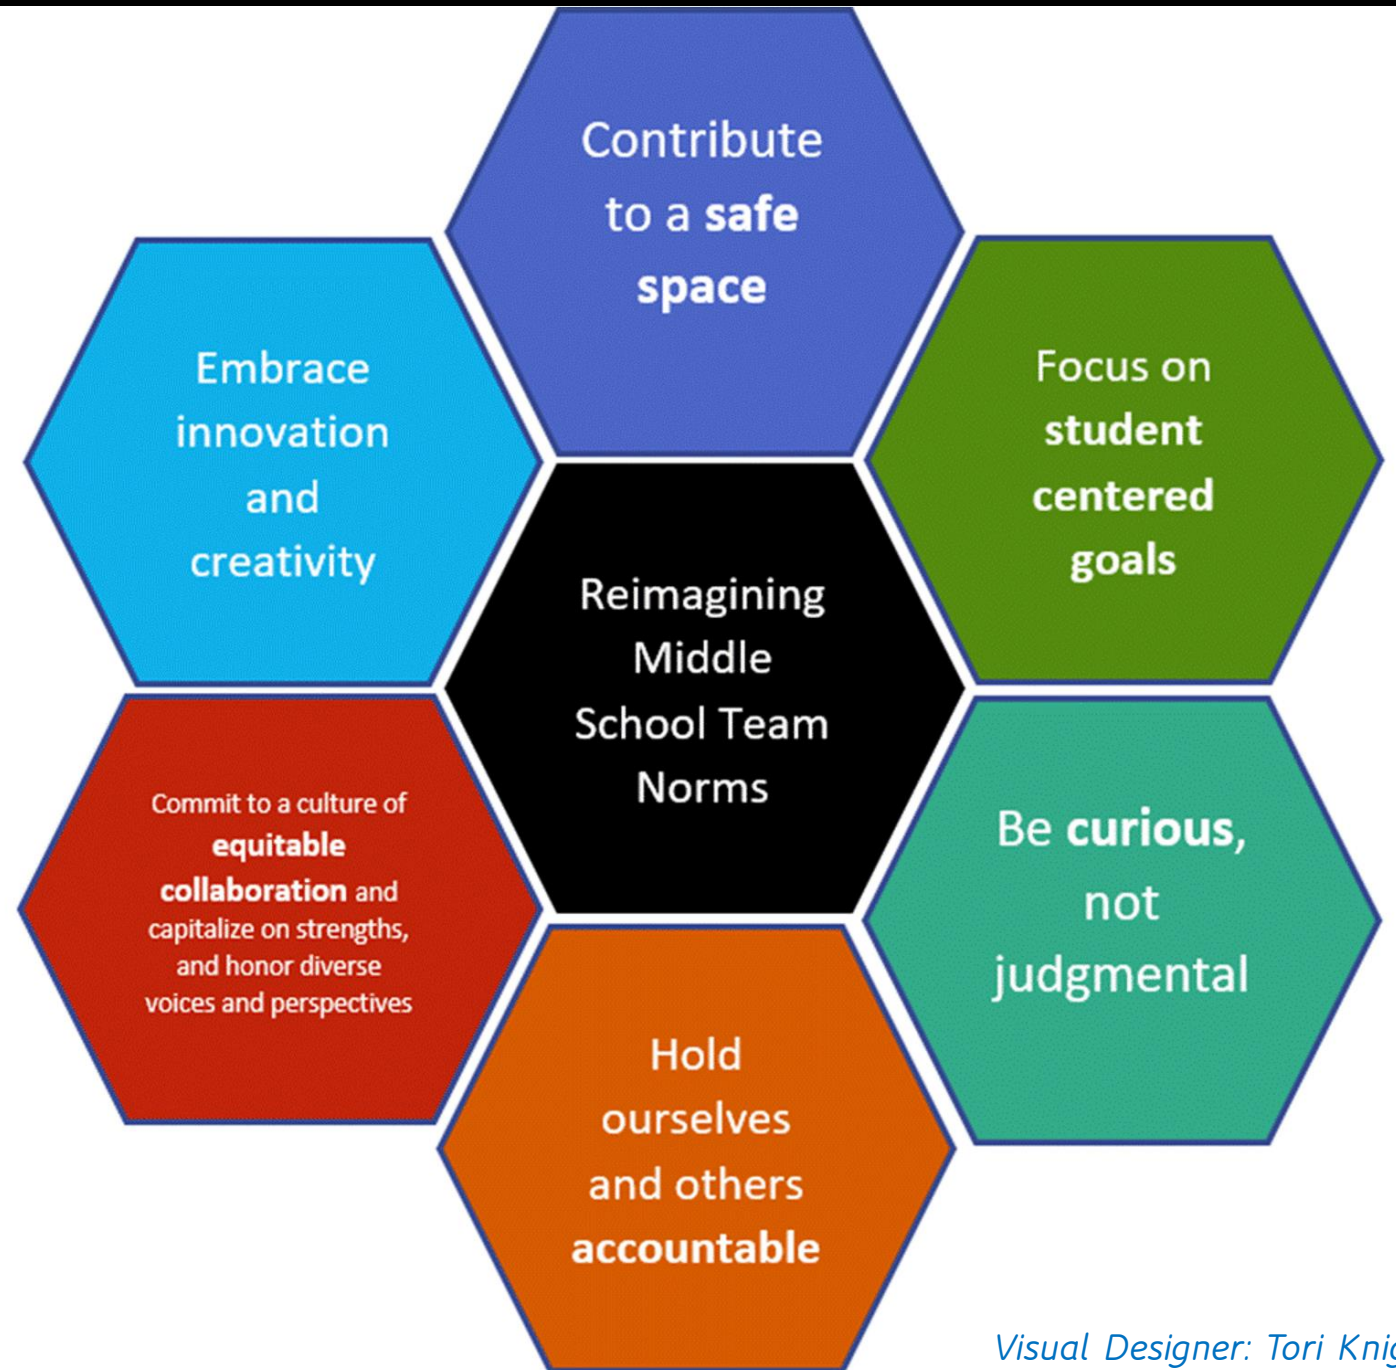 Contribute
to a safe
space
Embrace
innovation
and
creativity
Focus on
student
centered
goals
Reimagining
Middle
School Team
Norms
Commit to a culture of
equitable
collaboration and
capitalize on strengths,
and honor diverse
voices and perspectives
Be curious,
not
judgmental
Hold
ourselves
and others
accountable
Visual Designer: Tori